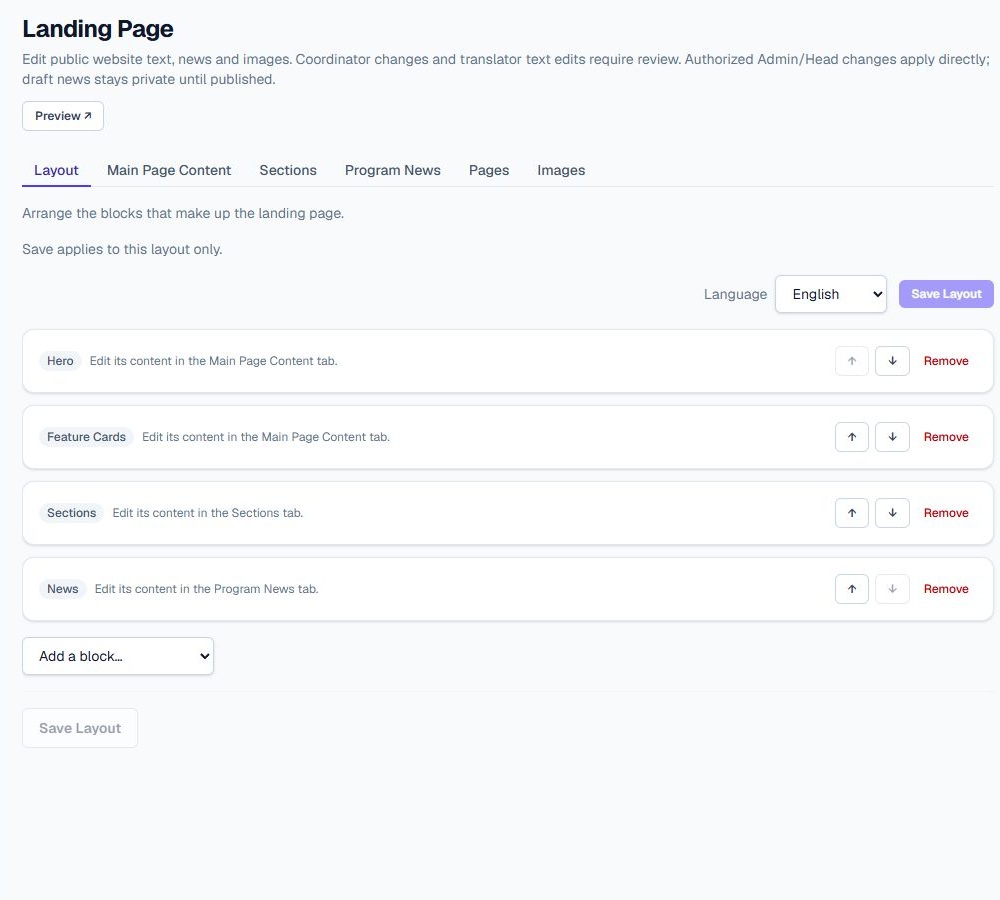 Landing Page
Edit public website text, news and images. Coordinator changes and translator text edits require review. Authorized Admin/Head changes apply directly;
draft news stays private until published.
Preview ↗
Layout Main Page Content Sections Program News Pages Images
Arrange the blocks that make up the landing page.
Save applies to this layout only.
Language English Save Layout
Hero Edit its content in the Main Page Content tab. ↑ ↓ Remove
Feature Cards Edit its content in the Main Page Content tab. ↑ ↓ Remove
Sections Edit its content in the Sections tab. ↑ ↓ Remove
News Edit its content in the Program News tab. ↑ ↓ Remove
Add a block...
Save Layout